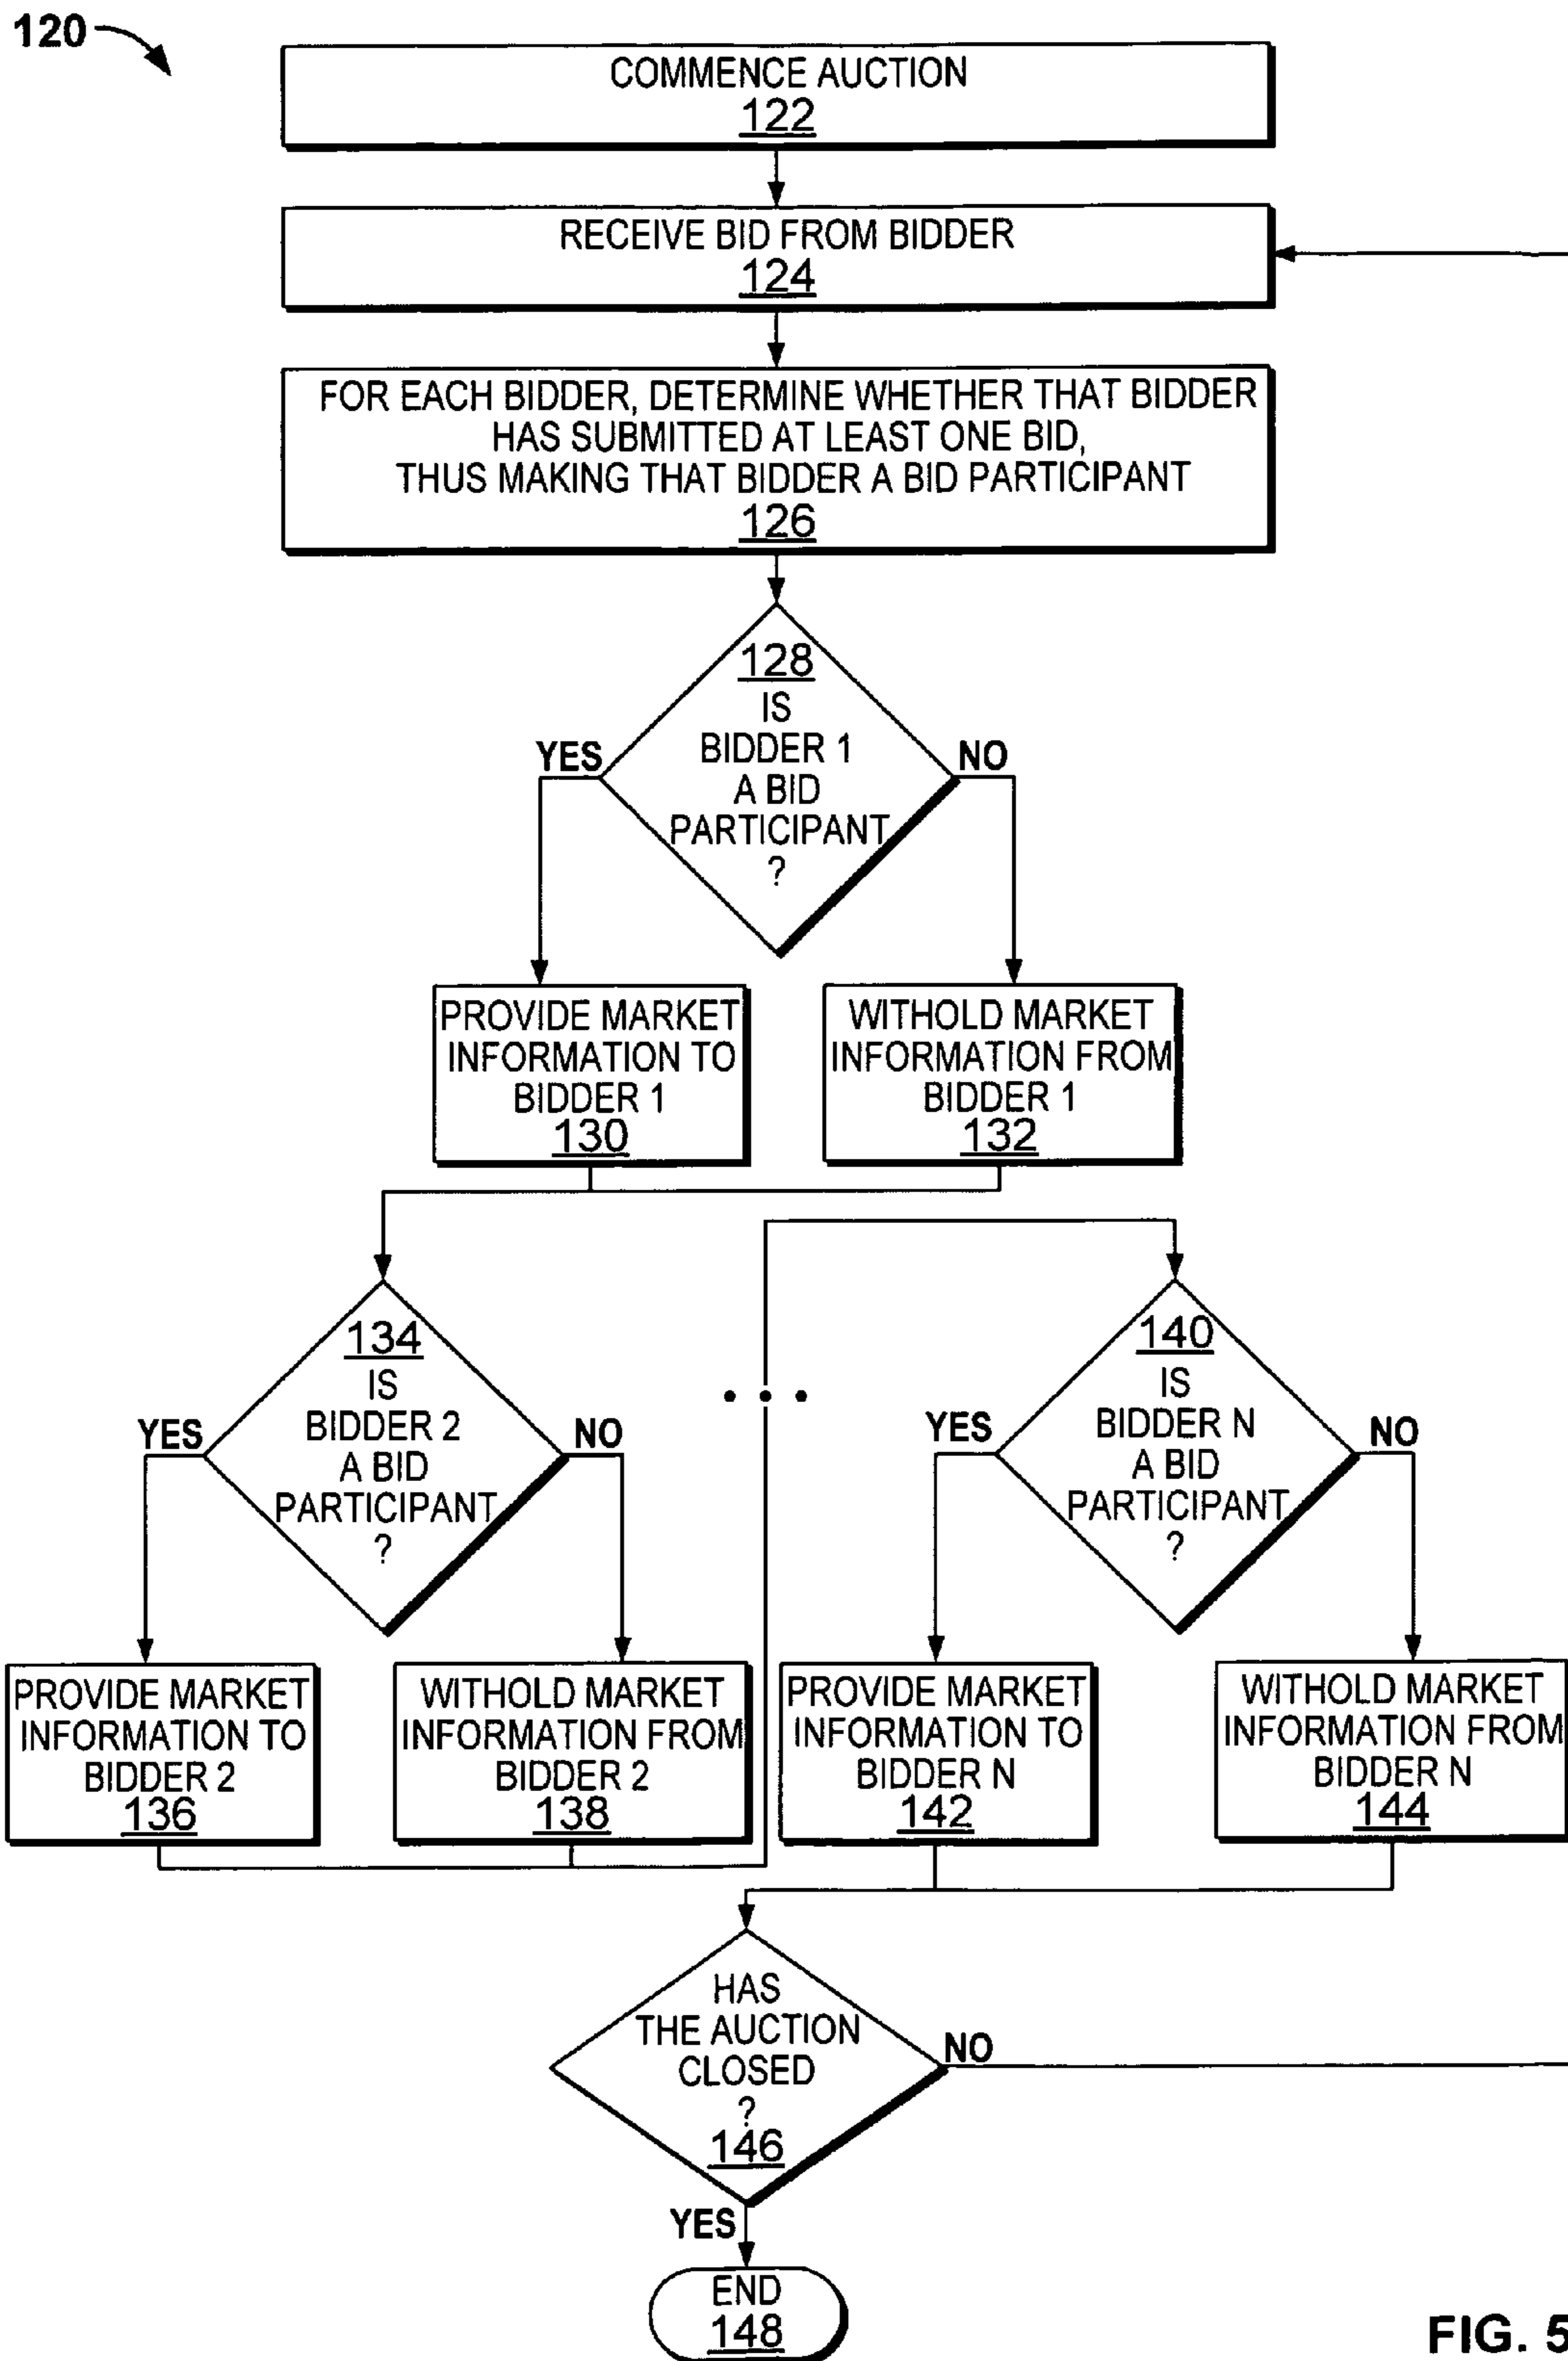 120
COMMENCE AUCTION
122
RECEIVE BID FROM BIDDER
124
FOR EACH BIDDER, DETERMINE WHETHER THAT BIDDER
HAS SUBMITTED AT LEAST ONE BID,
THUS MAKING THAT BIDDER A BID PARTICIPANT
126
128
IS
BIDDER 1
A BID
PARTICIPANT
?
YES
NO
PROVIDE MARKET
INFORMATION TO
BIDDER 1
130
WITHOLD MARKET
INFORMATION FROM
BIDDER 1
132
134
IS
BIDDER 2
A BID
PARTICIPANT
?
YES
NO
• • •
140
IS
BIDDER N
A BID
PARTICIPANT
?
YES
NO
PROVIDE MARKET
INFORMATION TO
BIDDER 2
136
WITHOLD MARKET
INFORMATION FROM
BIDDER 2
138
PROVIDE MARKET
INFORMATION TO
BIDDER N
142
WITHOLD MARKET
INFORMATION FROM
BIDDER N
144
HAS
THE AUCTION
CLOSED
?
146
NO
YES
END
148
FIG. 5